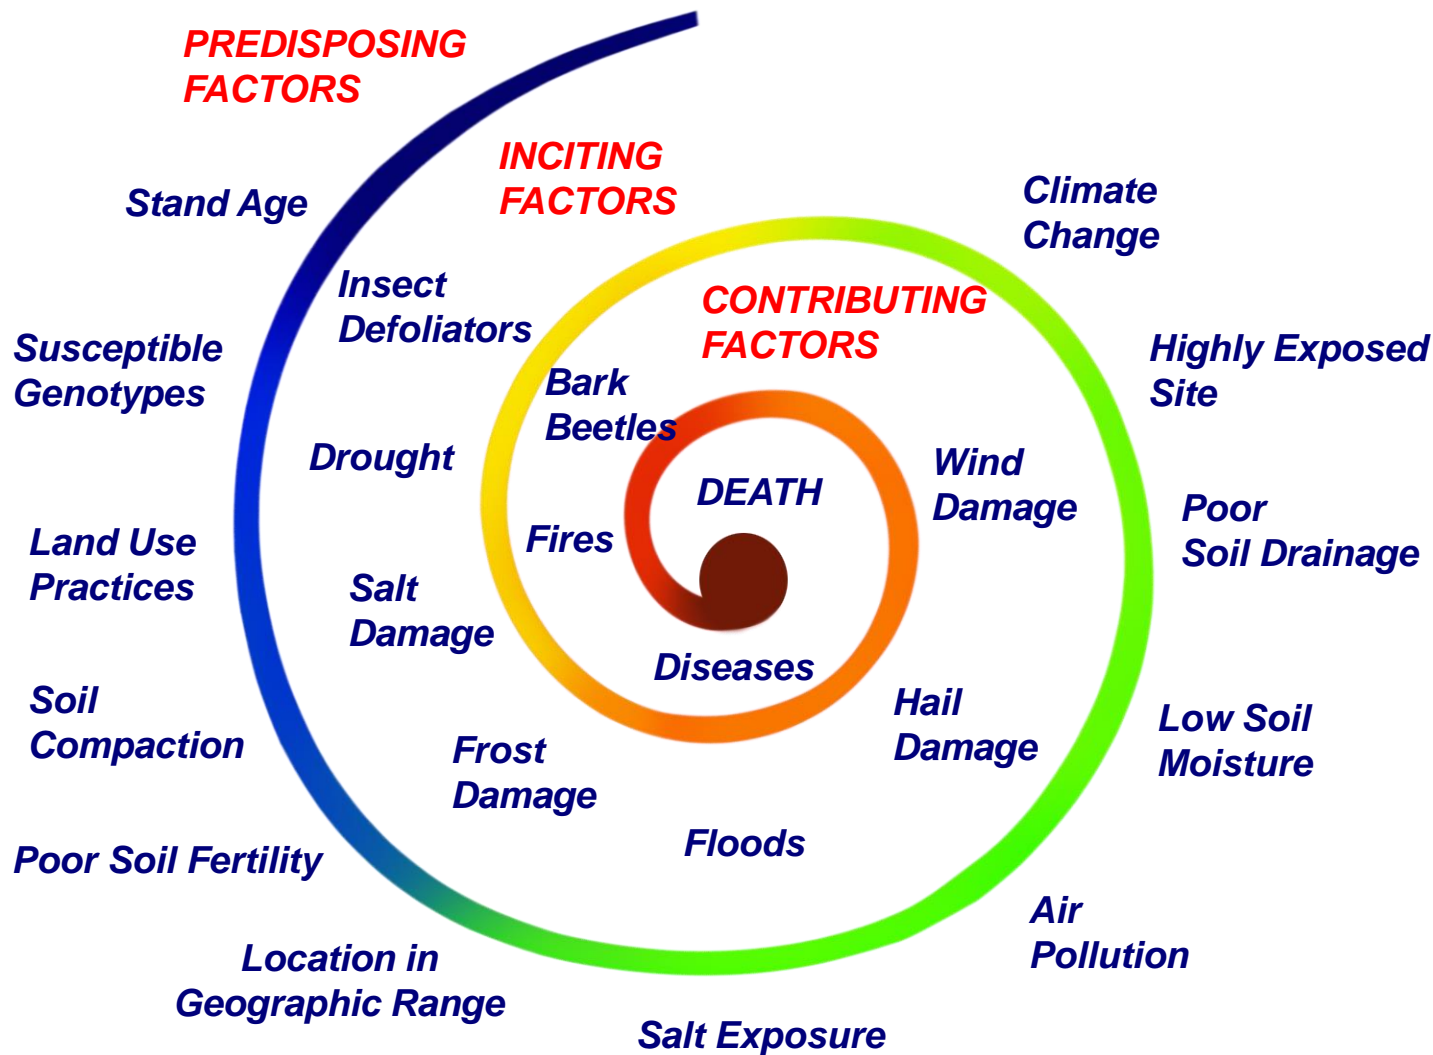 PREDISPOSING
FACTORS
Stand Age
Susceptible
Genotypes
Land Use
Practices
Soil
Compaction
Poor Soil Fertility
Location in
Geographic Range
Salt Exposure
Air
Pollution
Low Soil
Moisture
Poor
Soil Drainage
Highly Exposed
Site
Climate
Change
INCITING
FACTORS
Insect
Defoliators
Drought
Salt
Damage
Frost
Damage
Floods
Hail
Damage
Wind
Damage
CONTRIBUTING
FACTORS
Bark
Beetles
Fires
Diseases
DEATH